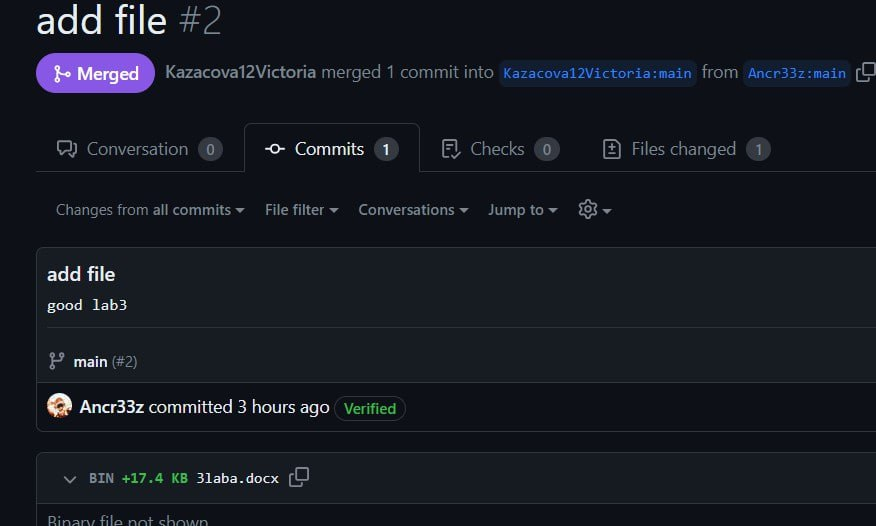 add file #2
Merged Kazacova12Victoria merged 1 commit into Kazacova12Victoria:main from Ancr33z:main
Conversation 0 Commits 1 Checks 0 Files changed 1
Changes from all commits File filter Conversations Jump to
add file
good lab3
main (#2)
Ancr33z committed 3 hours ago Verified
BIN +17.4 KB 3laba.docx
Binary file not shown.